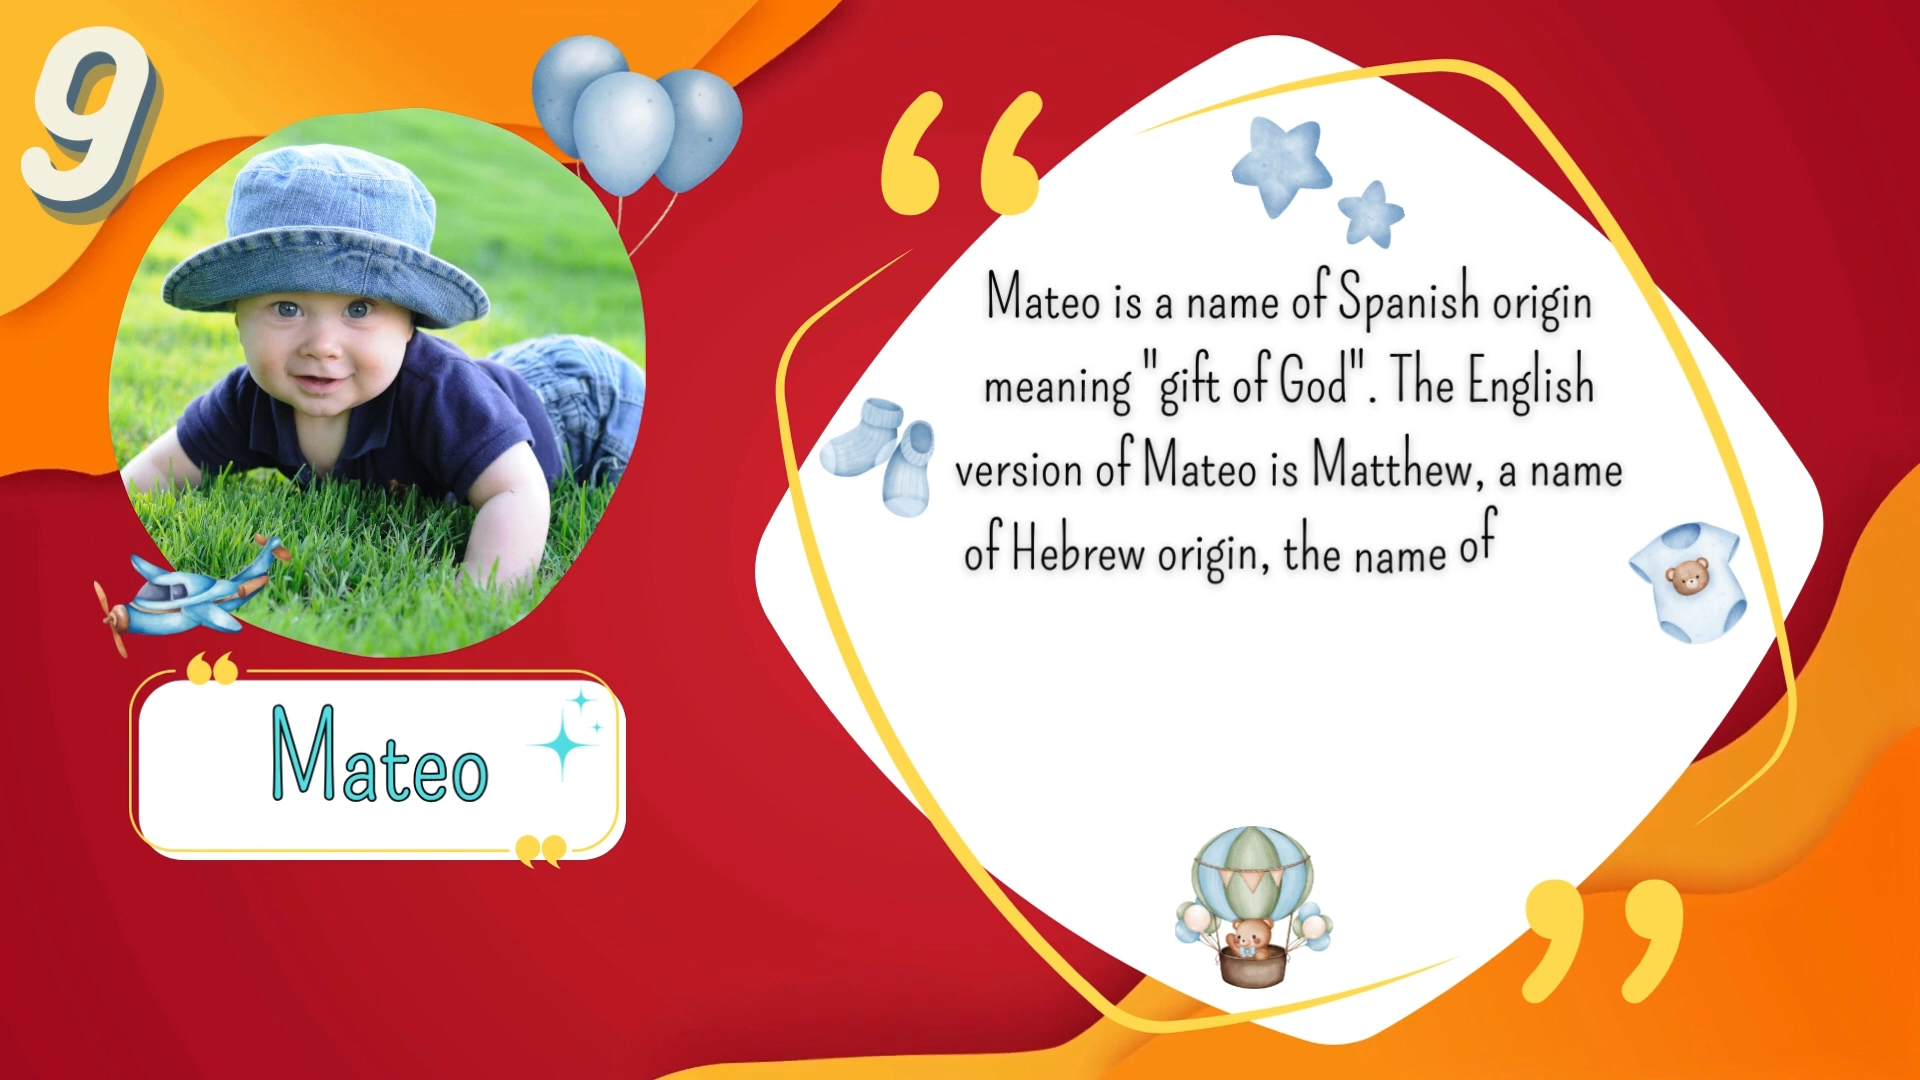 9
Mateo
Mateo is a name of Spanish origin
meaning "gift of God". The English
version of Mateo is Matthew, a name
of Hebrew origin, the name of